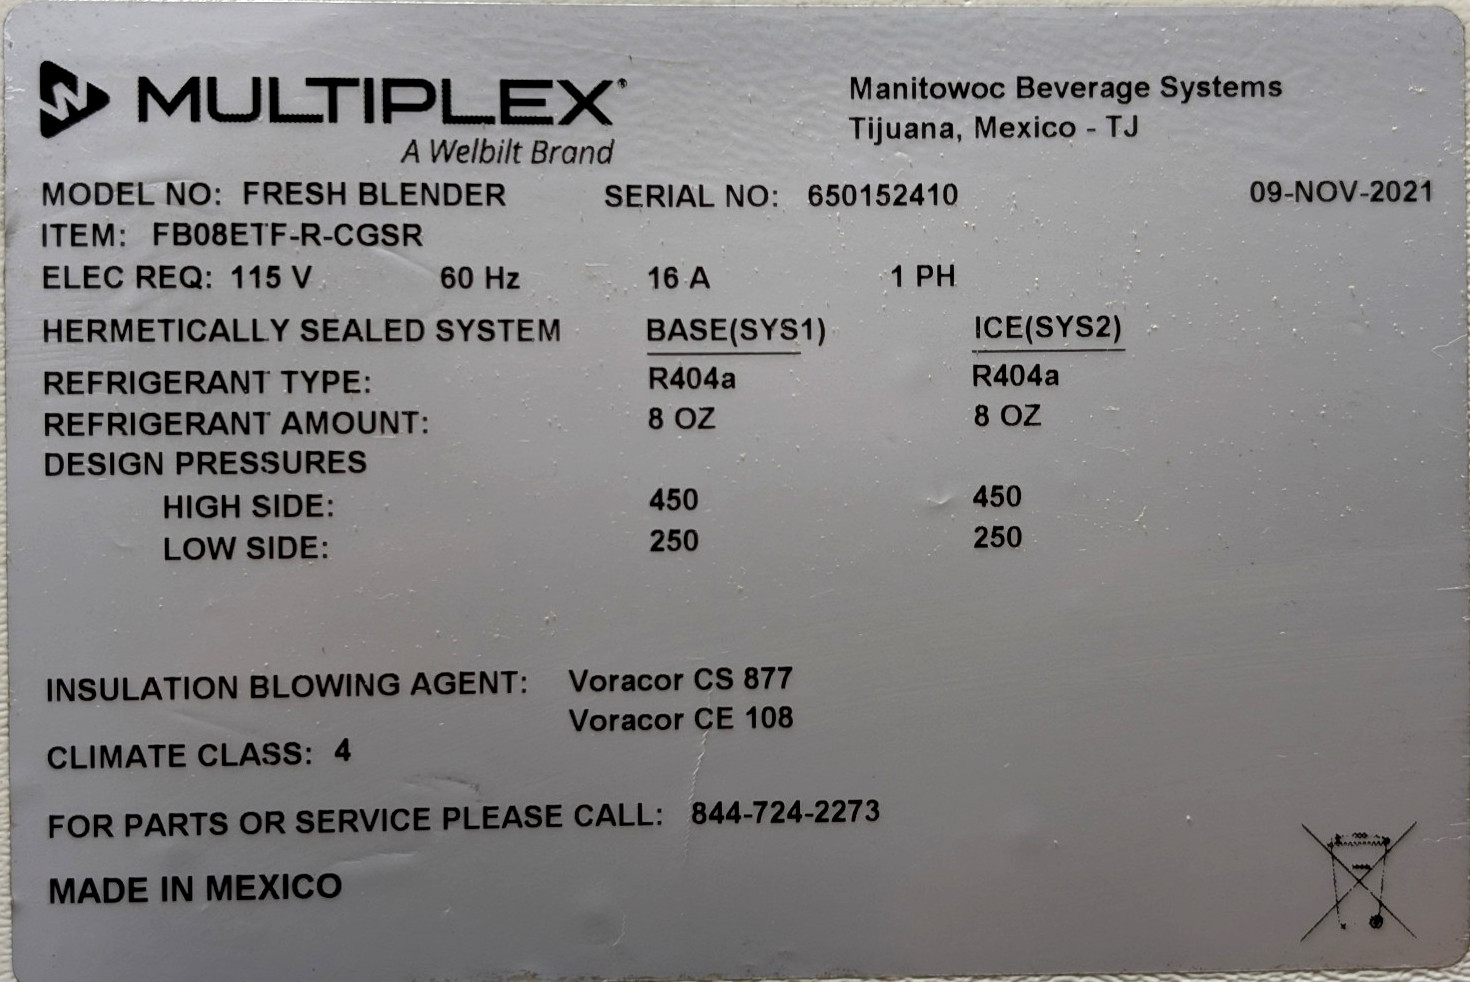 MULTIPLEX®
A Welbilt Brand
Manitowoc Beverage Systems
Tijuana, Mexico - TJ
MODEL NO: FRESH BLENDER SERIAL NO: 650152410 09-NOV-2021
ITEM: FB08ETF-R-CGSR
ELEC REQ: 115 V 60 Hz 16 A 1 PH
HERMETICALLY SEALED SYSTEM BASE(SYS1) ICE(SYS2)
REFRIGERANT TYPE: R404a R404a
REFRIGERANT AMOUNT: 8 OZ 8 OZ
DESIGN PRESSURES
HIGH SIDE: 450 450
LOW SIDE: 250 250
INSULATION BLOWING AGENT: Voracor CS 877
Voracor CE 108
CLIMATE CLASS: 4
FOR PARTS OR SERVICE PLEASE CALL: 844-724-2273
MADE IN MEXICO